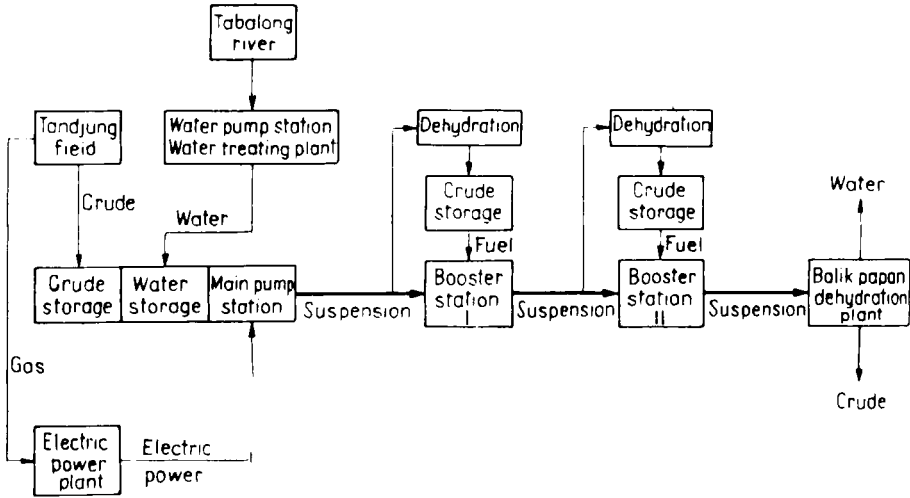 Tabalong
river
Tandjung
field
Water pump station
Water treating plant
Dehydration
Dehydration
Crude
storage
Crude
storage
Water
Crude
Water
Fuel
Fuel
Crude
storage
Water
storage
Main pump
station
Suspension
Booster
station
I
Suspension
Booster
station
II
Suspension
Balik papan
dehydration
plant
Gas
Crude
Electric
power
plant
Electric
power